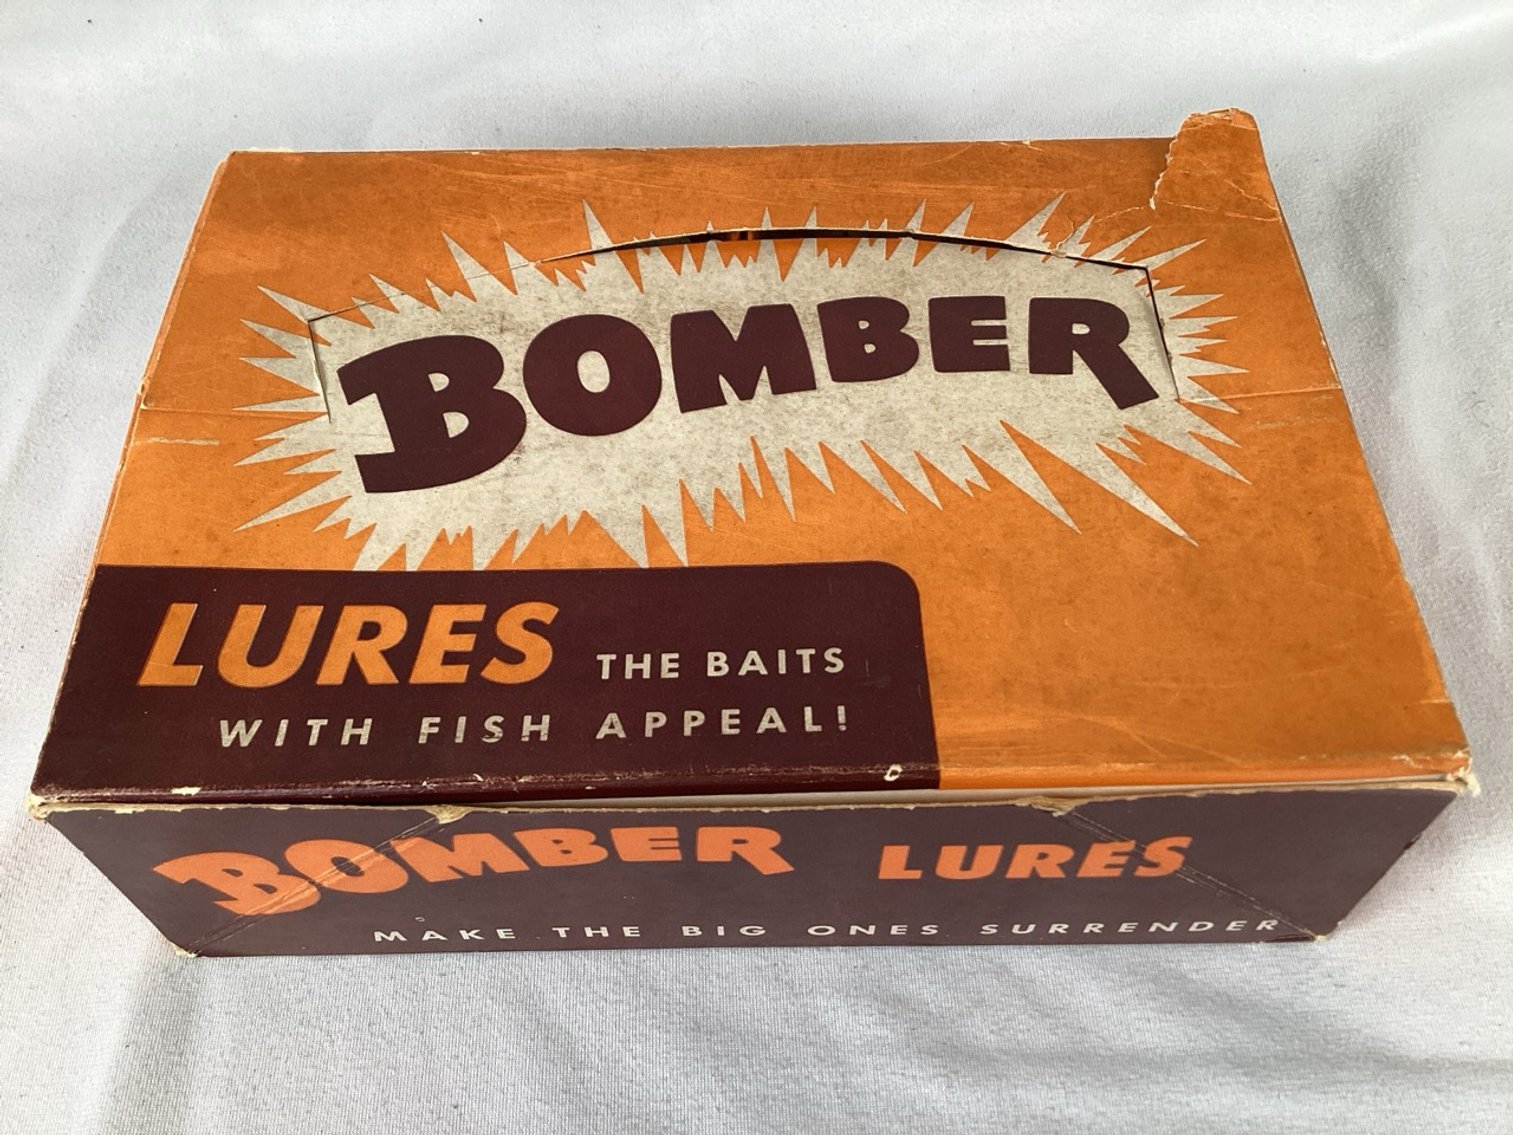 BOMBER
LURES THE BAITS
WITH FISH APPEAL!
BOMBER LURES
MAKE THE BIG ONES SURRENDER